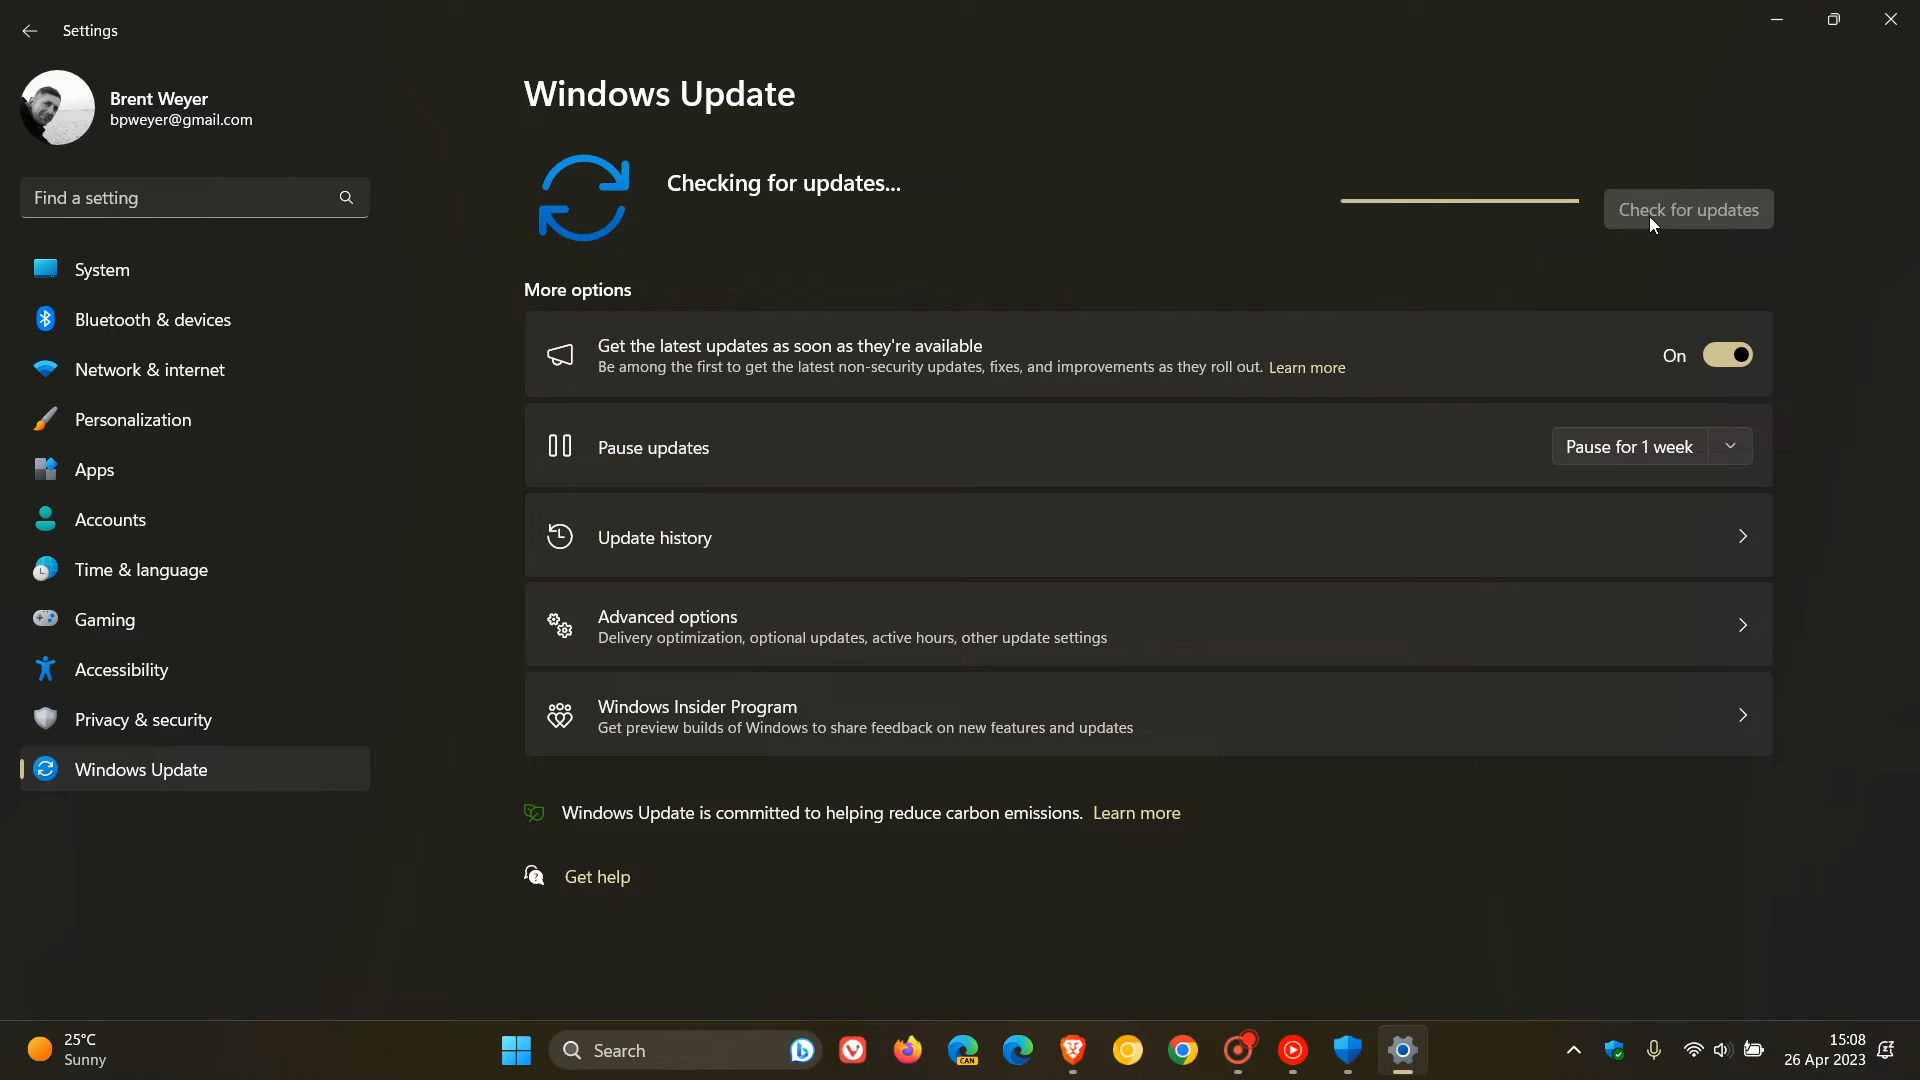 Settings
Brent Weyer
bpweyer@gmail.com
Find a setting
System
Bluetooth & devices
Network & internet
Personalization
Apps
Accounts
Time & language
Gaming
Accessibility
Privacy & security
Windows Update
Windows Update
Checking for updates...
Check for updates
More options
Get the latest updates as soon as they're available
Be among the first to get the latest non-security updates, fixes, and improvements as they roll out. Learn more
On
Pause updates
Pause for 1 week
Update history
Advanced options
Delivery optimization, optional updates, active hours, other update settings
Windows Insider Program
Get preview builds of Windows to share feedback on new features and updates
Windows Update is committed to helping reduce carbon emissions. Learn more
Get help
25°C
Sunny
Search
CAN
15:08
26 Apr 2023